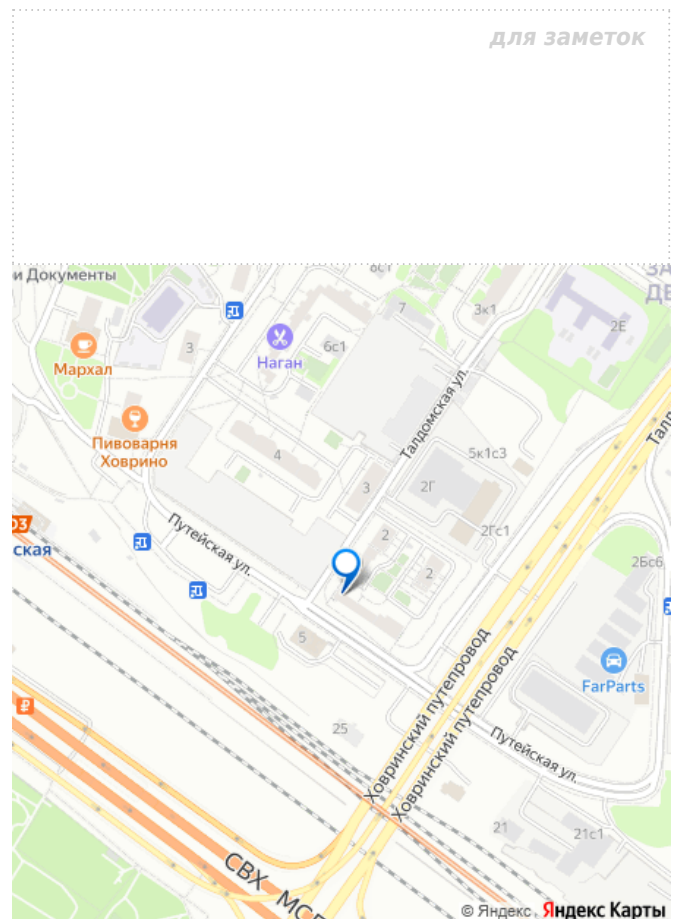 для заметок
и Документы
6с1
7
3к1
2Е
3
Наган
6с1
Мархал
Талдомская ул.
Пивоварня
Ховрино
4
5к1с3
3
2Г
2Гс1
D3
ская
Путейская ул.
2
2
2Бс6
5
FarParts
Ховринский путепровод
Ховринский путепровод
25
Путейская ул.
21
21с1
СВХ
© Яндекс, Яндекс Карты